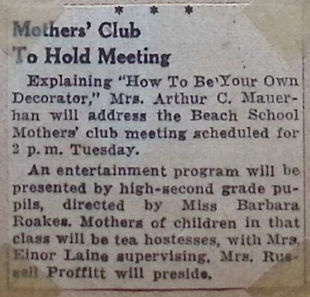 * * *
Mothers' Club
To Hold Meeting
Explaining "How To Be Your Own
Decorator," Mrs. Arthur C. Mauer-
han will address the Beach School
Mothers' club meeting scheduled for
2 p. m. Tuesday.
An entertainment program will be
presented by high-second grade pu-
pils, directed by Miss Barbara
Roakes. Mothers of children in that
class will be tea hostesses, with Mrs.
Einor Laine supervising. Mrs. Rus-
sell Proffitt will preside.